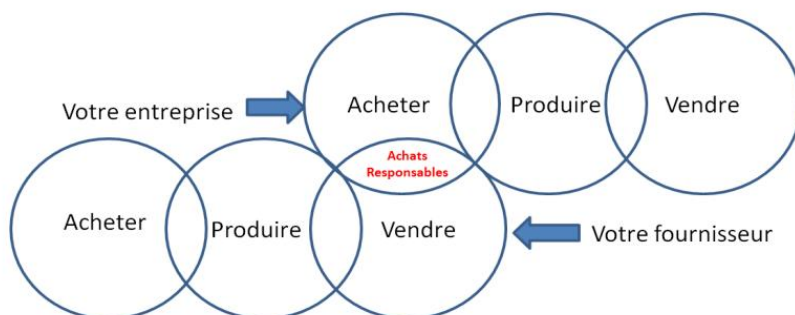 Votre entreprise
Acheter
Produire
Vendre
Achats
Responsables
Acheter
Produire
Vendre
Votre fournisseur